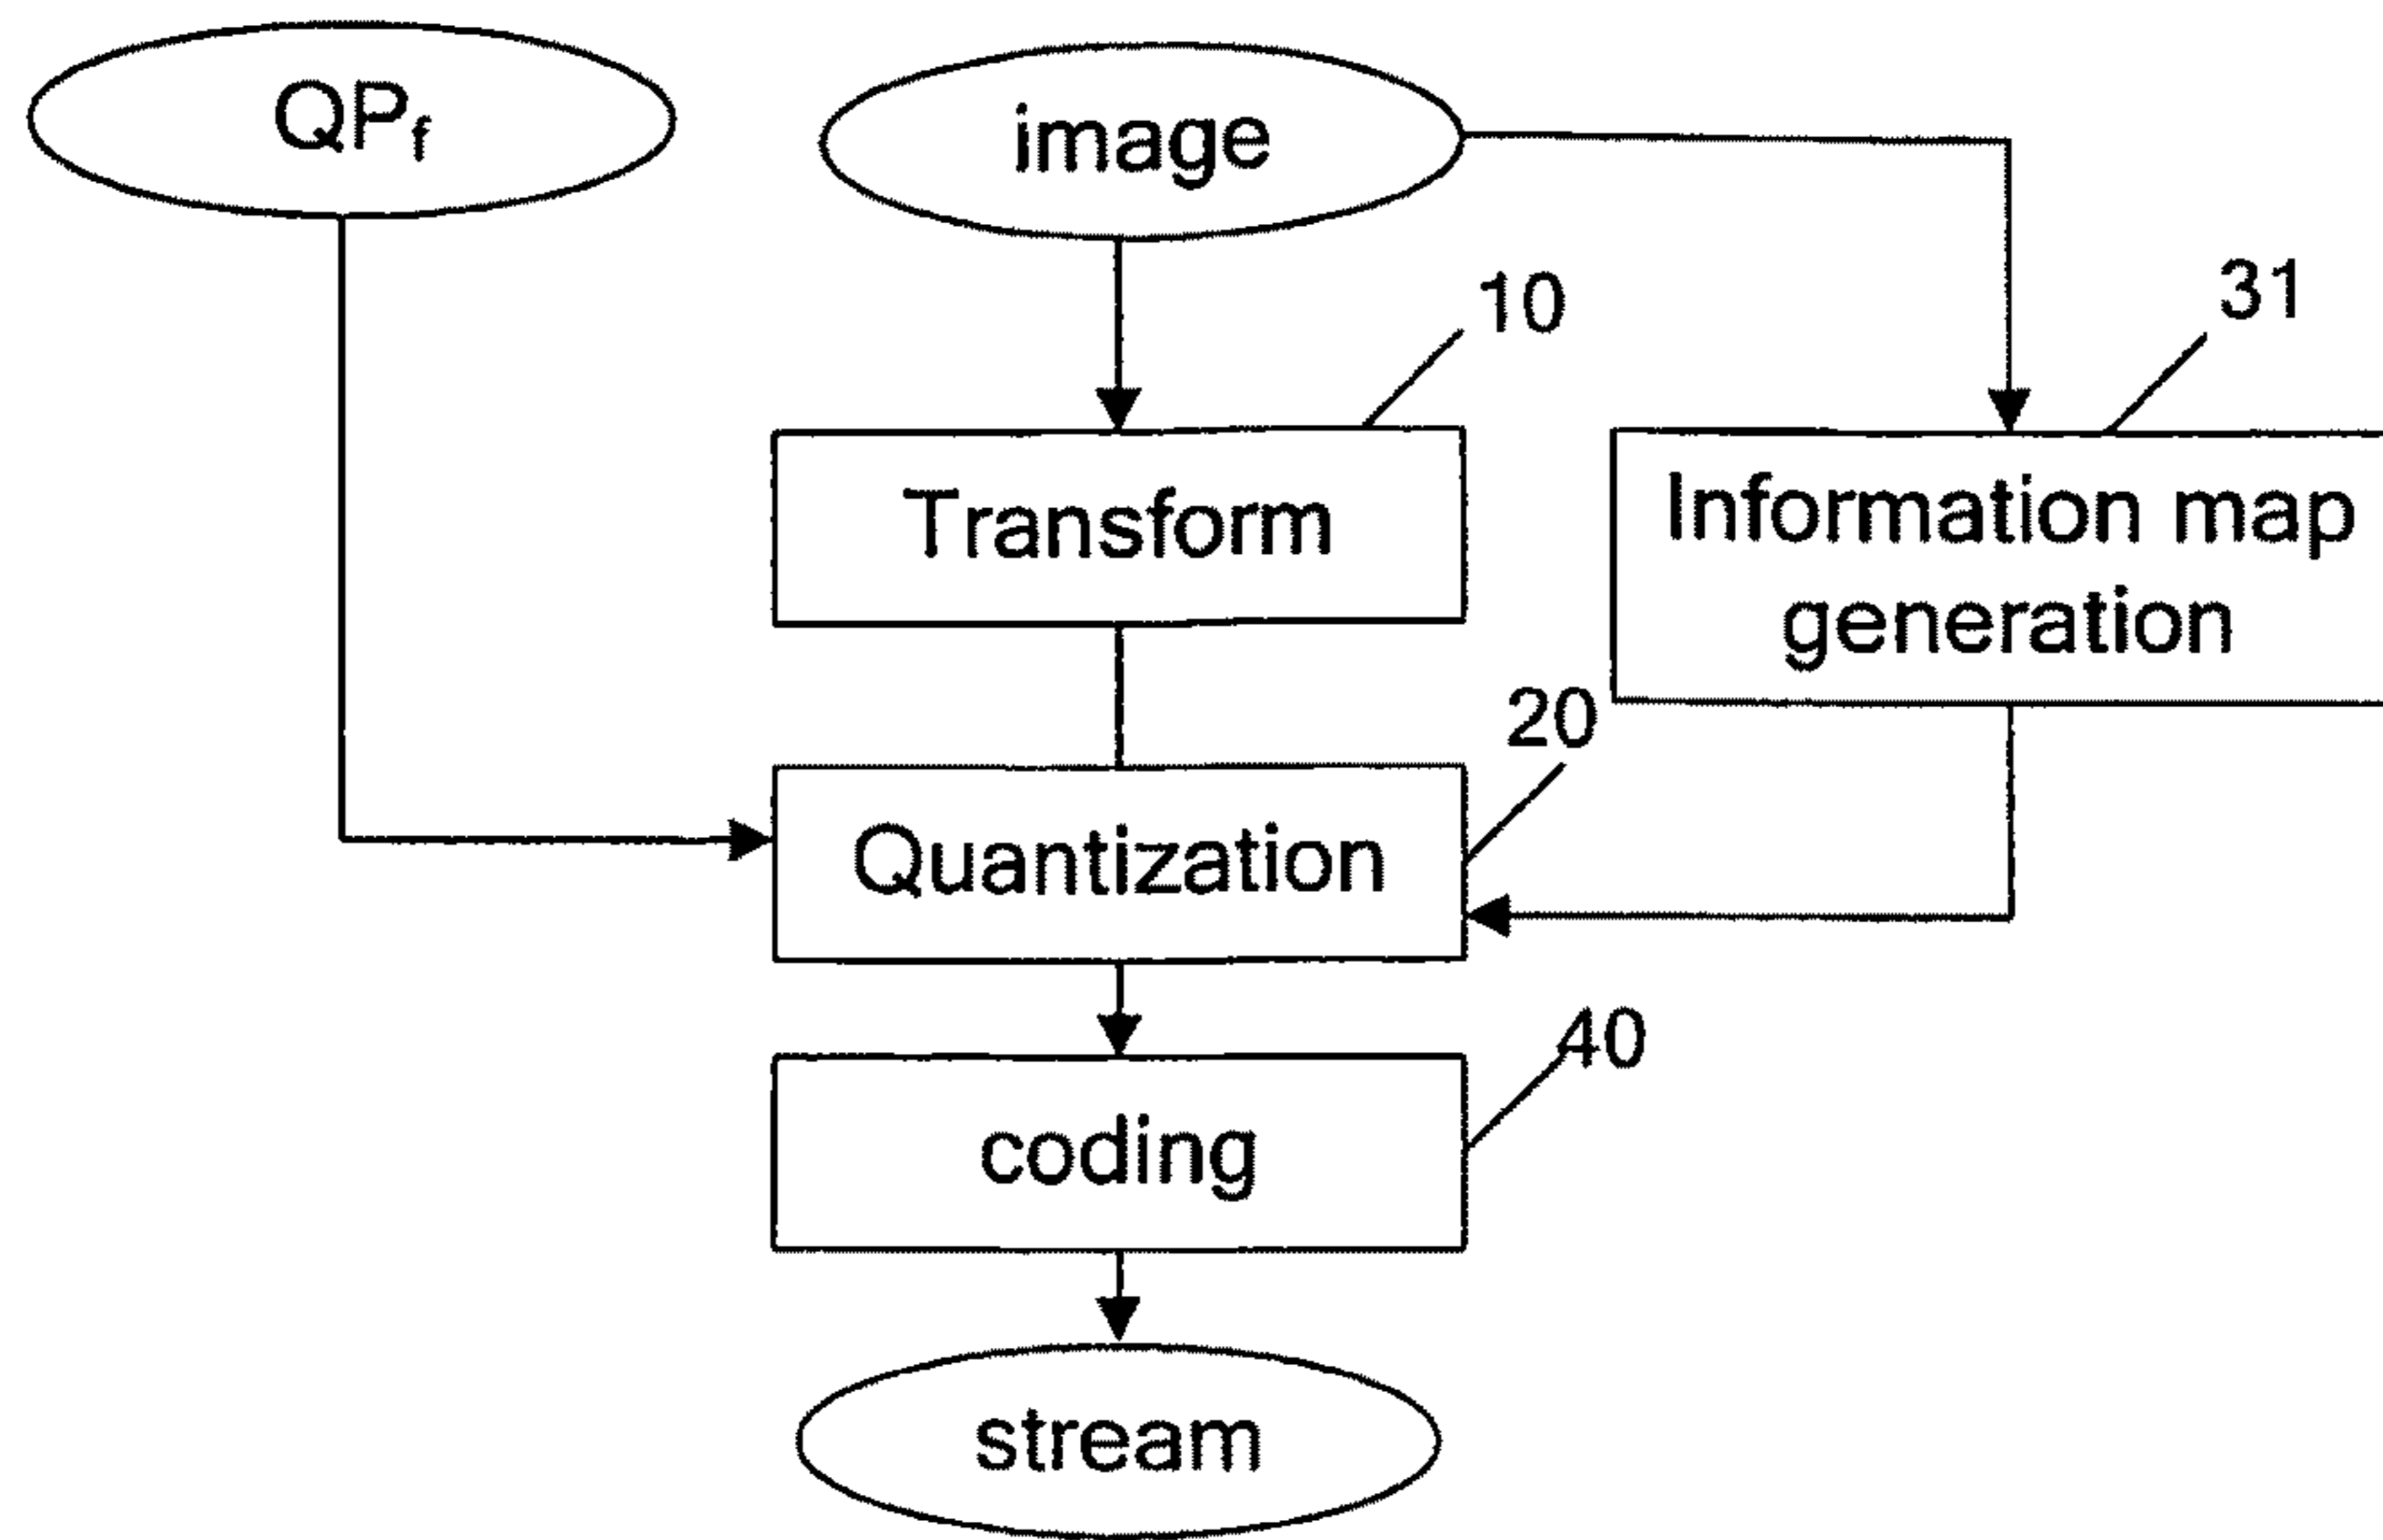 QPf
image
10
31
Transform
Information map
generation
20
Quantization
40
coding
stream